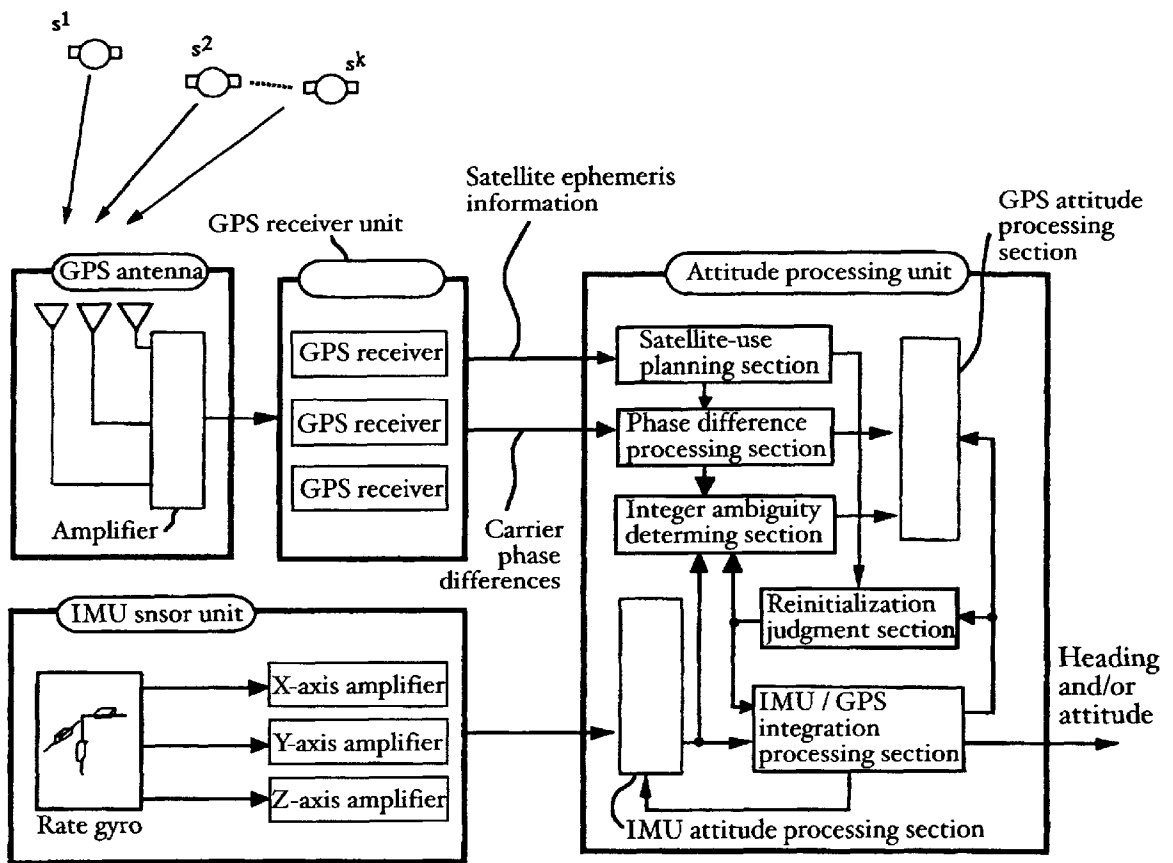 s1
s2
sk
Satellite ephemeris
information
GPS receiver unit
GPS attitude
processing
section
GPS antenna
Attitude processing unit
GPS receiver
GPS receiver
GPS receiver
Amplifier
Carrier
phase
differences
Satellite-use
planning section
Phase difference
processing section
Integer ambiguity
determing section
Reinitialization
judgment section
IMU snsor unit
X-axis amplifier
Y-axis amplifier
Z-axis amplifier
Rate gyro
IMU / GPS
integration
processing section
Heading
and/or
attitude
IMU attitude processing section